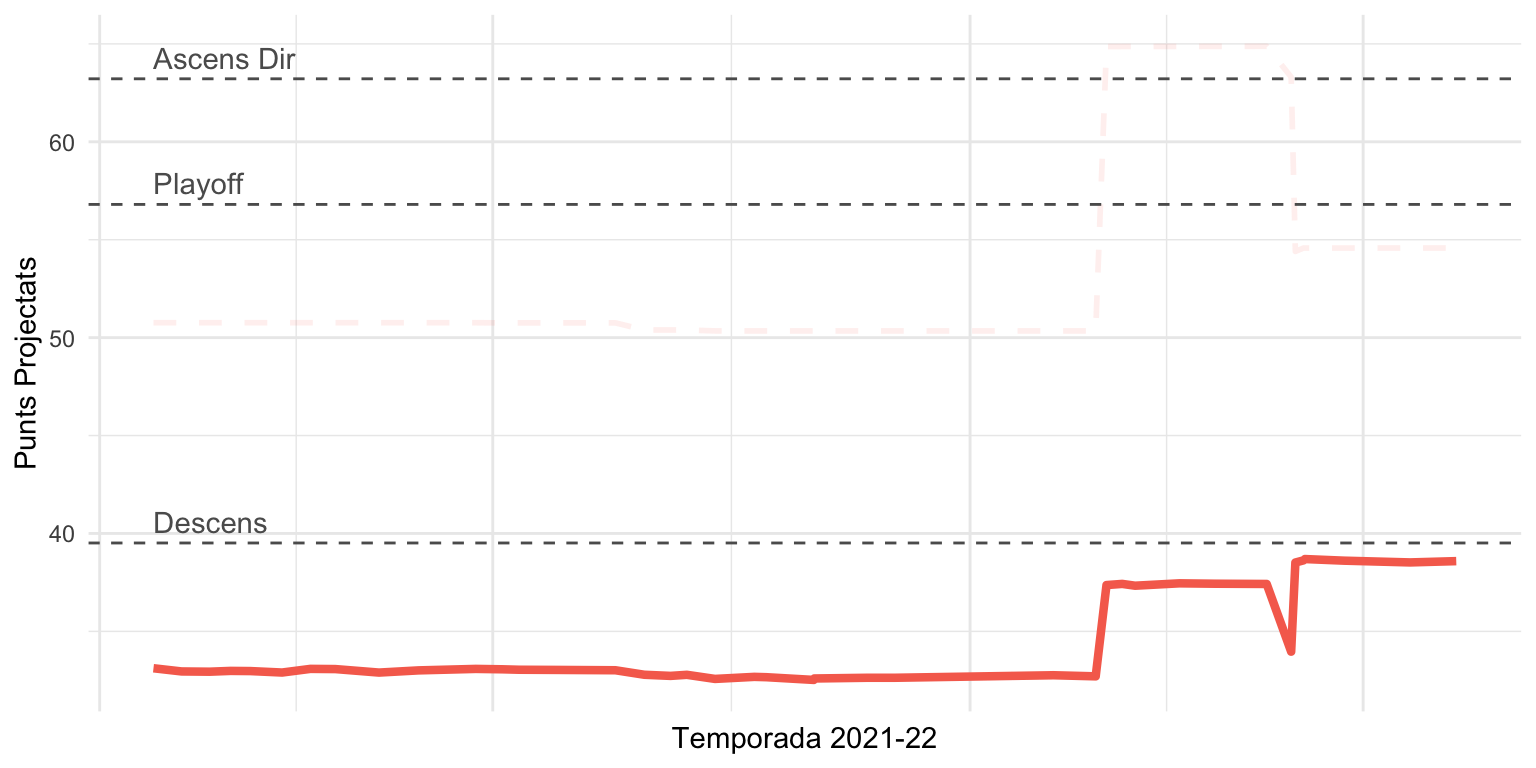 Ascens Dir
60
Playoff
50
Descens
40
Punts Projectats
Temporada 2021-22